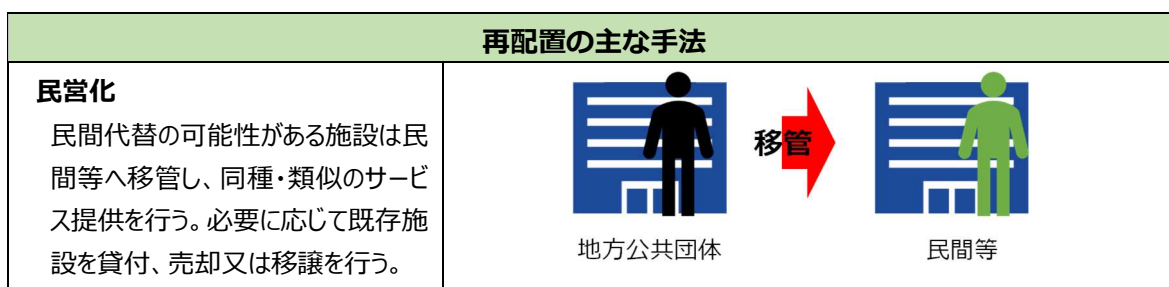 再配置の主な手法
民営化
民間代替の可能性がある施設は民
間等へ移管し、同種・類似のサービ
ス提供を行う。必要に応じて既存施
設を貸付、売却又は移譲を行う。
移管
地方公共団体
民間等